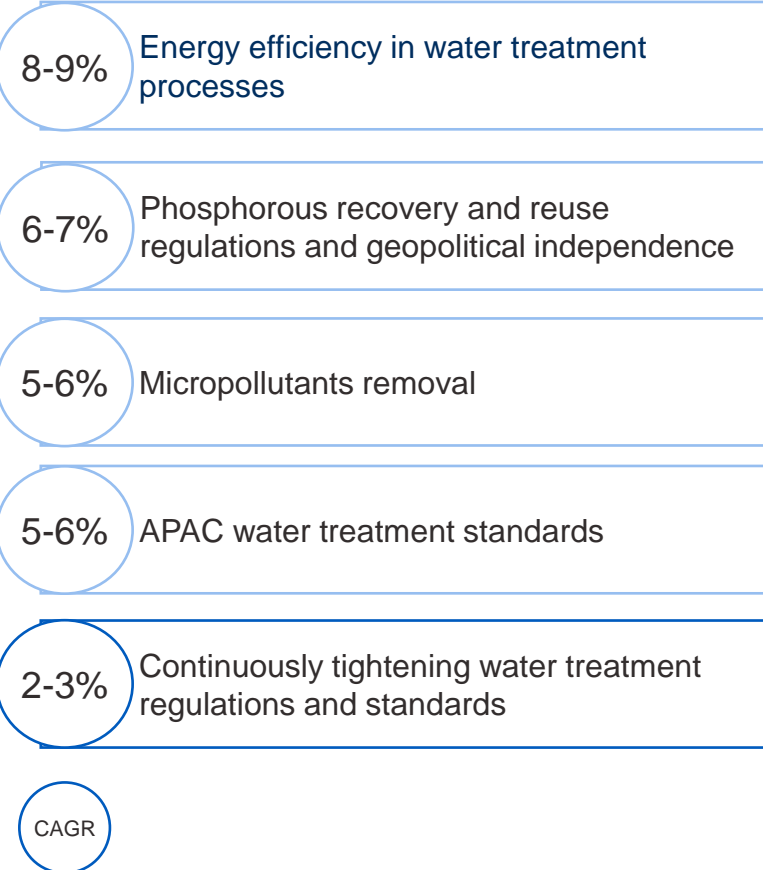 8-9%
Energy efficiency in water treatment
processes
6-7%
Phosphorous recovery and reuse
regulations and geopolitical independence
5-6%
Micropollutants removal
5-6%
APAC water treatment standards
2-3%
Continuously tightening water treatment
regulations and standards
CAGR